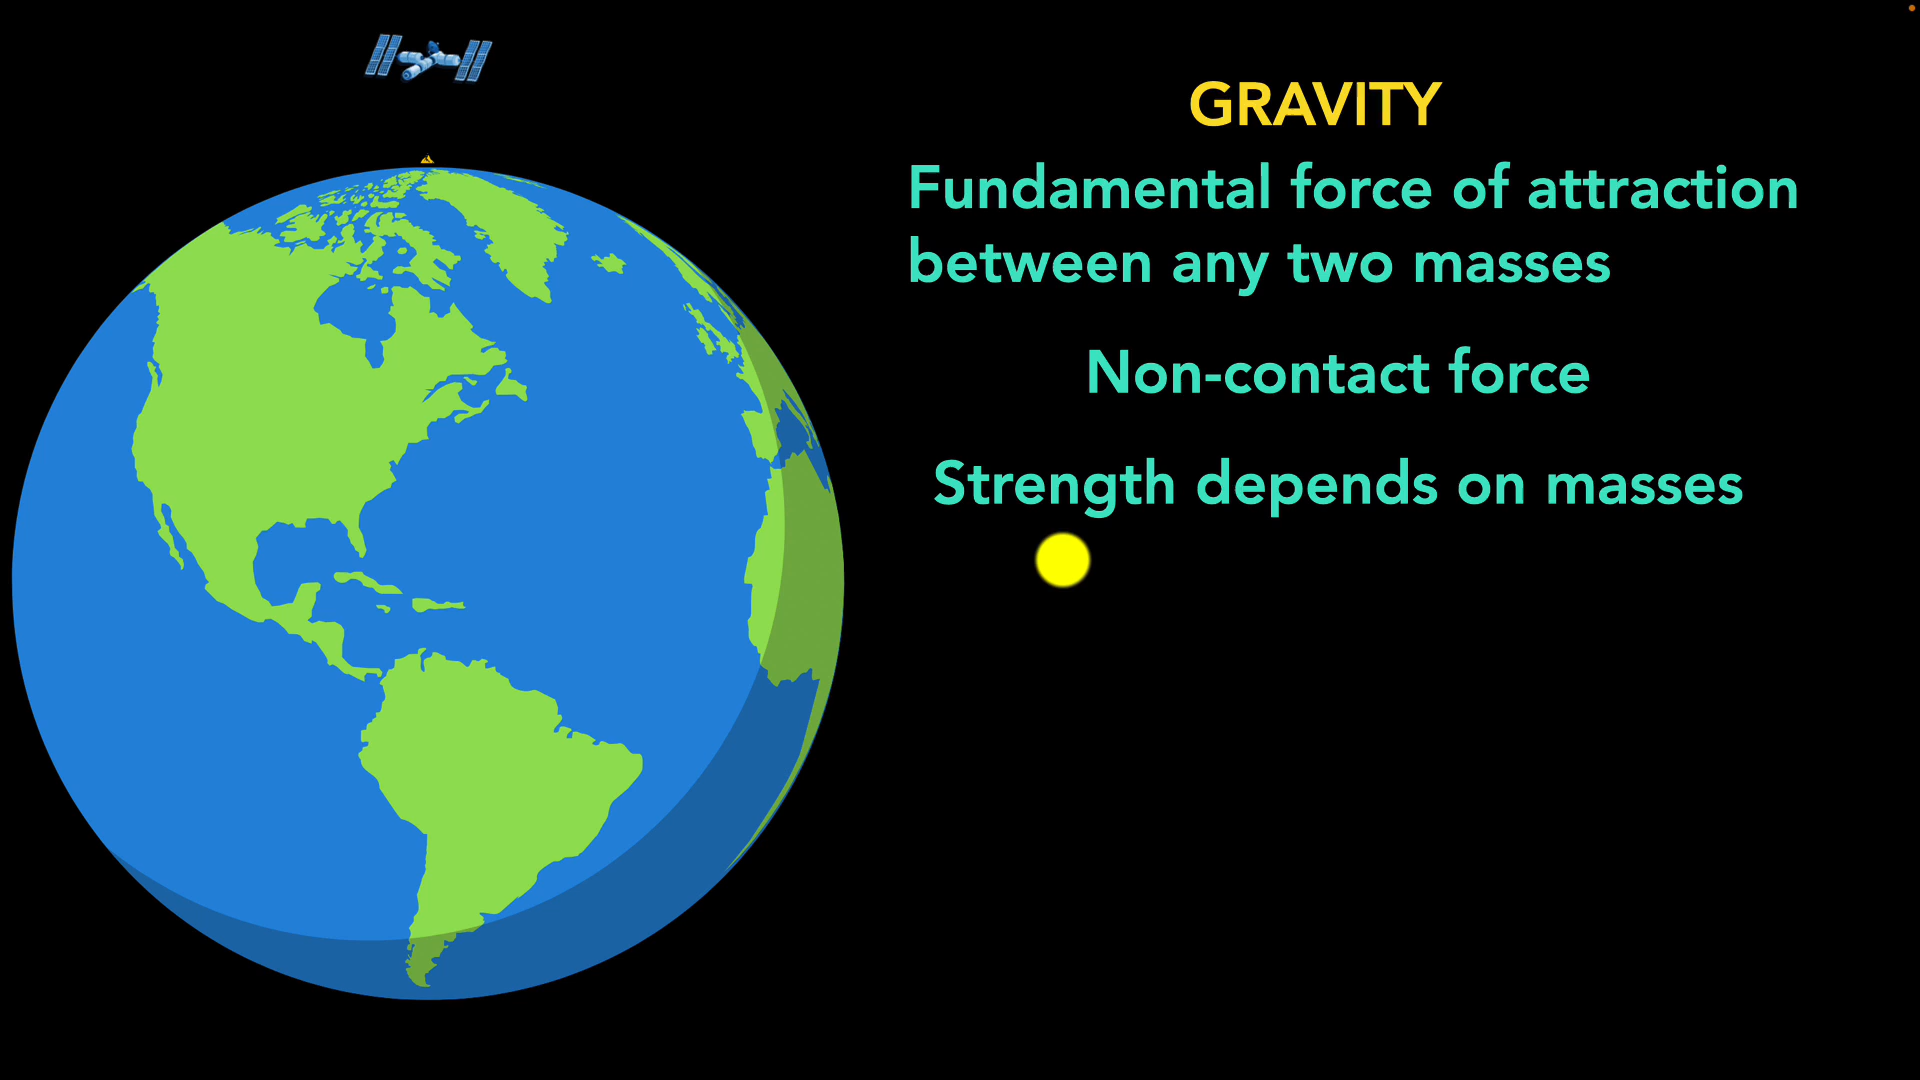 GRAVITY
Fundamental force of attraction
between any two masses
Non-contact force
Strength depends on masses